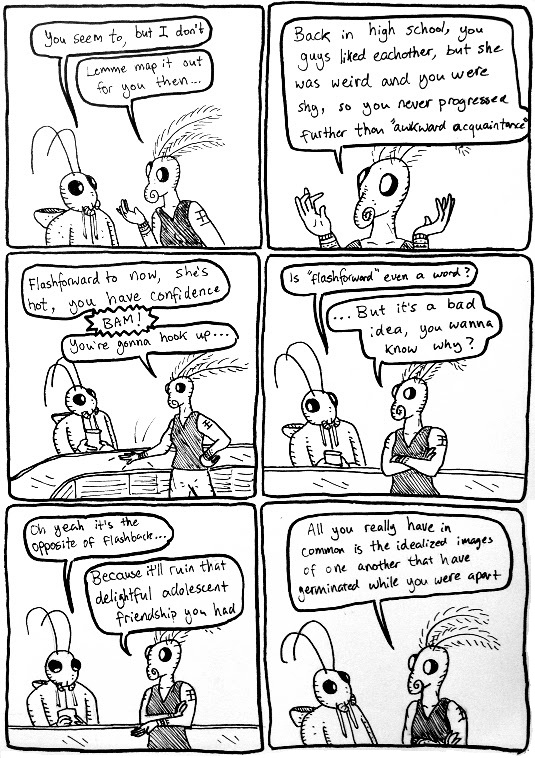 You seem to, but I don't
Lemme map it out
for you then...
Back in high school, you
guys liked eachother, but she
was weird and you were
shy, so you never progressed
further than "awkward acquaintance"
Flashforward to now, she's
hot, you have confidence
BAM!
You're gonna hook up...
Is "flashforward" even a word?
...But it's a bad
idea, you wanna
know why?
Oh yeah it's the
opposite of flashback...
Because it'll ruin that
delightful adolescent
friendship you had
All you really have in
common is the idealized images
of one another that have
germinated while you were apart